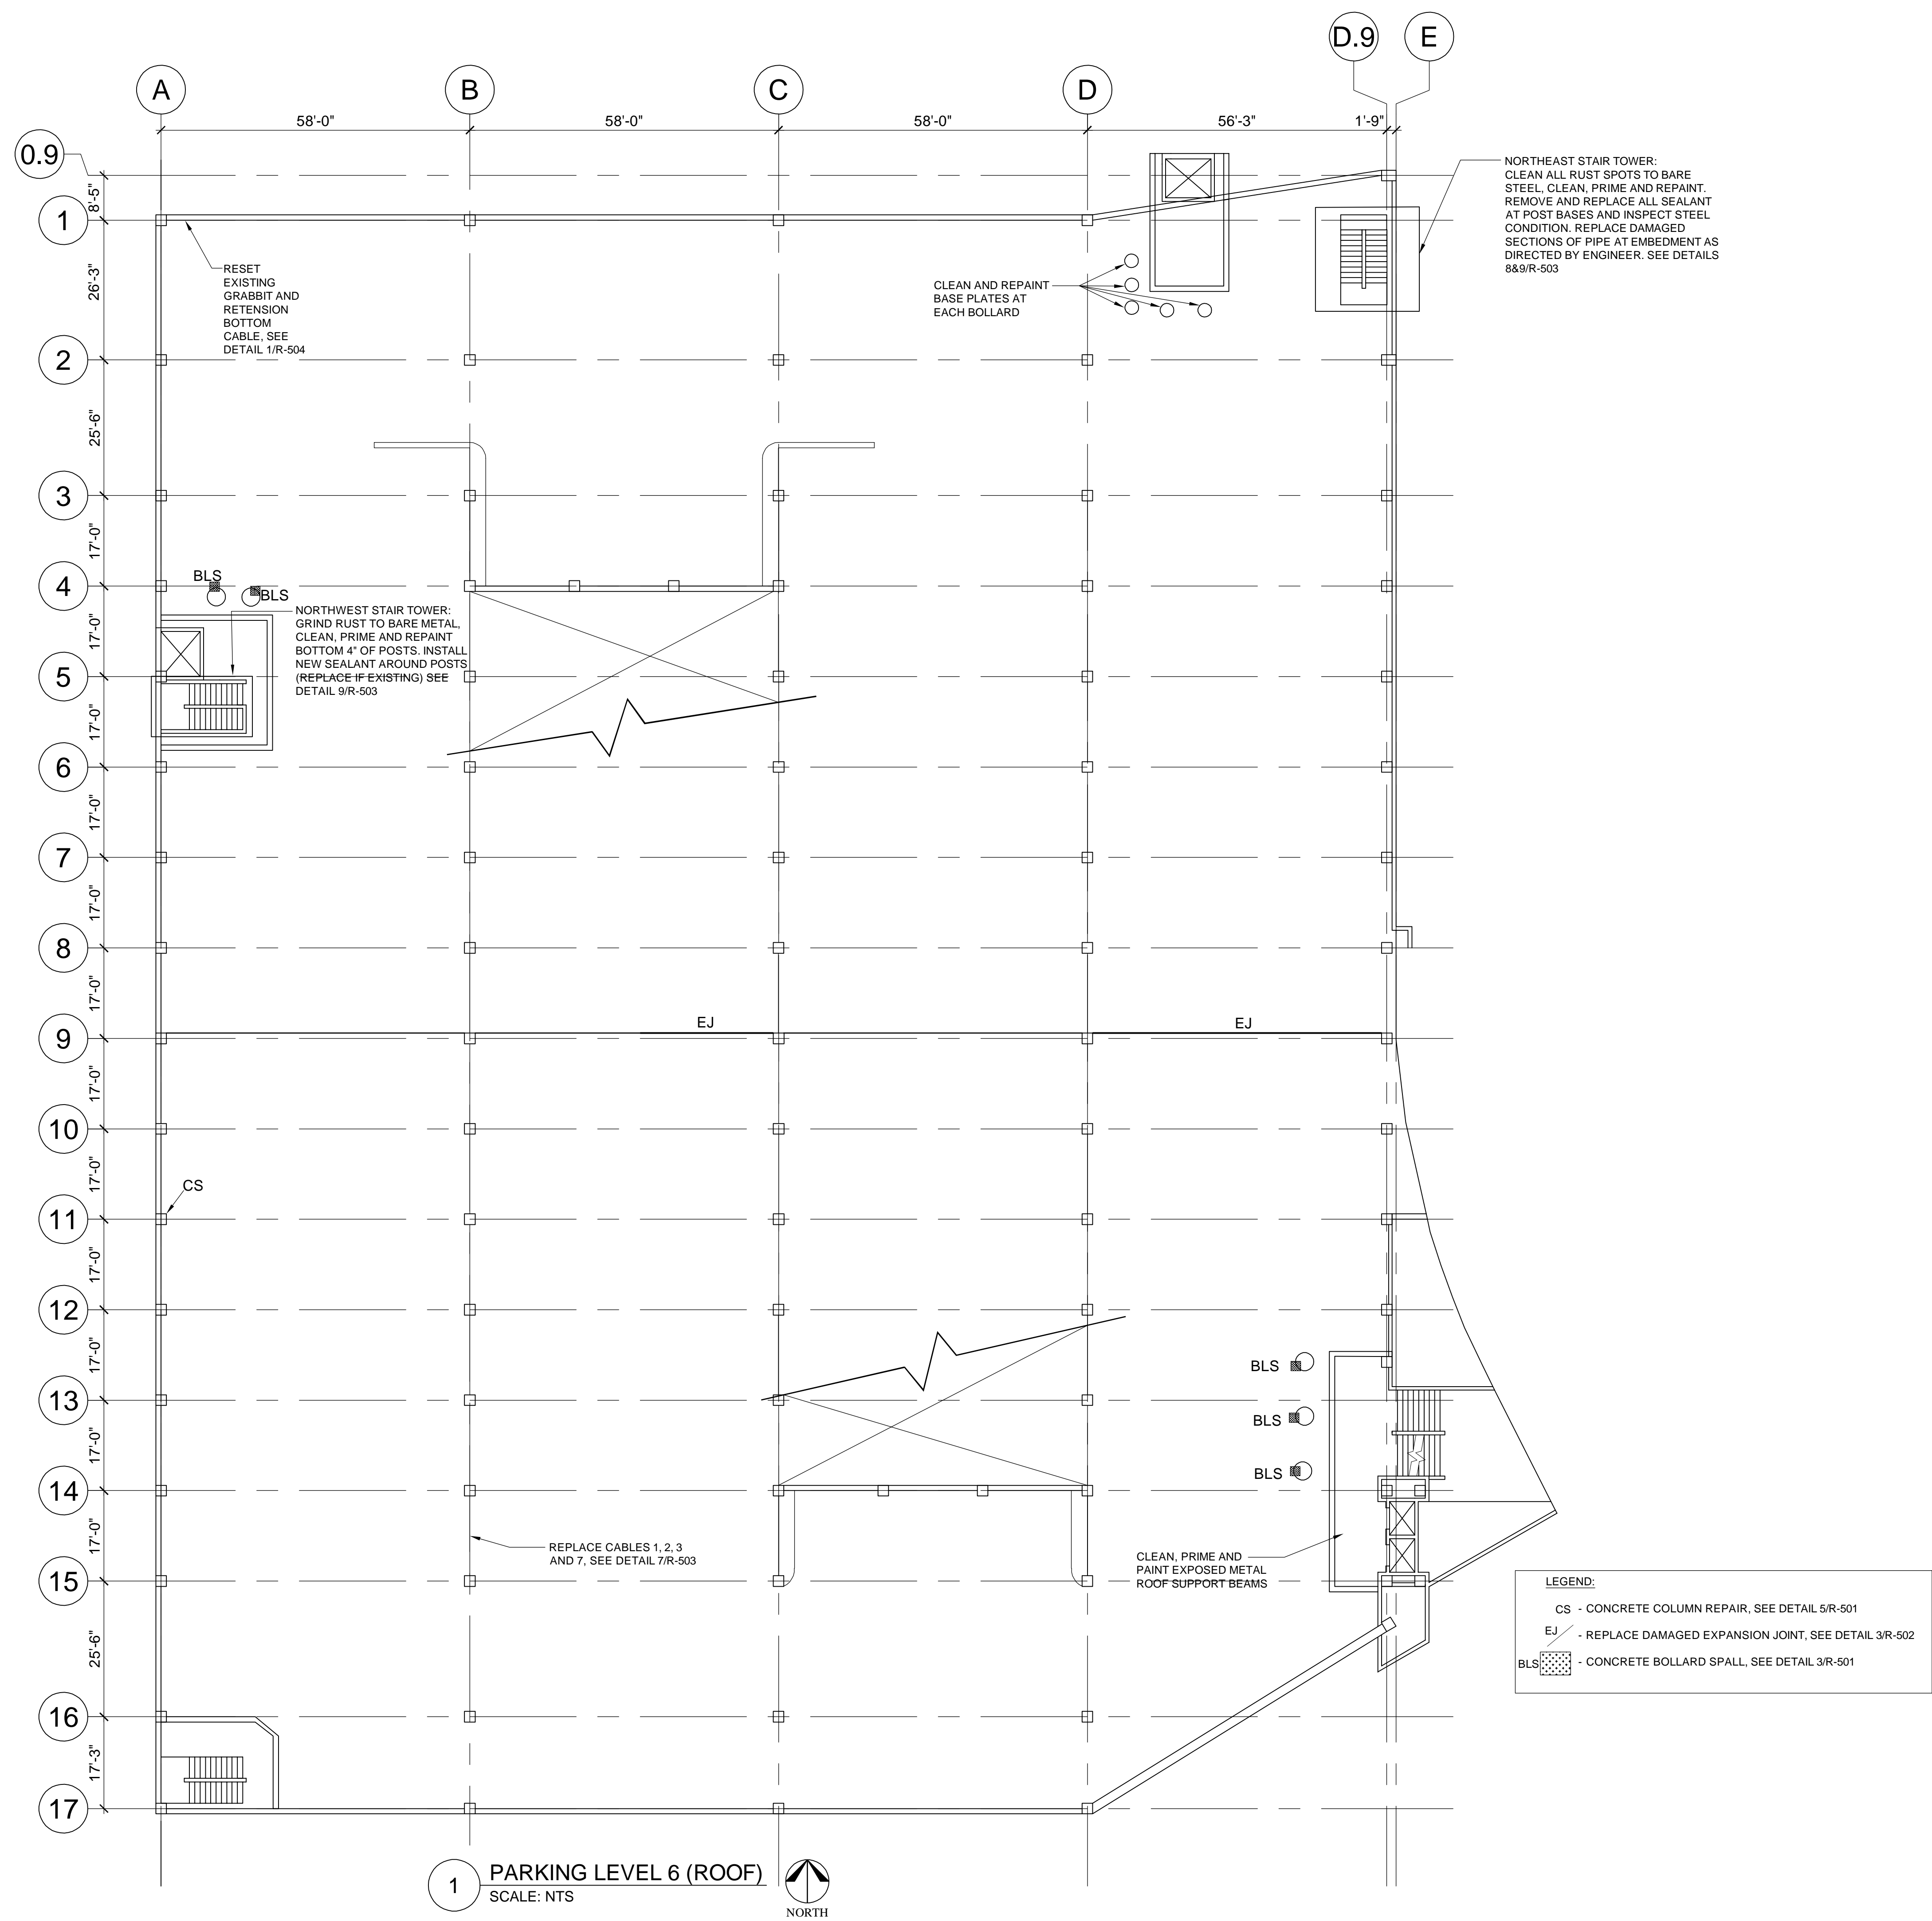 D.9
E
A
B
C
D
58'-0"
58'-0"
58'-0"
56'-3"
1'-9"
0.9
8'-5"
1
26'-3"
2
25'-6"
3
17'-0"
4
17'-0"
5
17'-0"
6
17'-0"
7
17'-0"
8
17'-0"
9
17'-0"
10
17'-0"
11
17'-0"
12
17'-0"
13
17'-0"
14
17'-0"
15
25'-6"
16
17'-3"
17
NORTHEAST STAIR TOWER:
CLEAN ALL RUST SPOTS TO BARE
STEEL, CLEAN, PRIME AND REPAINT.
REMOVE AND REPLACE ALL SEALANT
AT POST BASES AND INSPECT STEEL
CONDITION. REPLACE DAMAGED
SECTIONS OF PIPE AT EMBEDMENT AS
DIRECTED BY ENGINEER. SEE DETAILS
8&9/R-503
RESET
EXISTING
GRABBIT AND
RETENSION
BOTTOM
CABLE, SEE
DETAIL 1/R-504
CLEAN AND REPAINT
BASE PLATES AT
EACH BOLLARD
BLS
BLS
NORTHWEST STAIR TOWER:
GRIND RUST TO BARE METAL,
CLEAN, PRIME AND REPAINT
BOTTOM 4" OF POSTS. INSTALL
NEW SEALANT AROUND POSTS
(REPLACE IF EXISTING) SEE
DETAIL 9/R-503
EJ
EJ
CS
BLS
BLS
BLS
REPLACE CABLES 1, 2, 3
AND 7, SEE DETAIL 7/R-503
CLEAN, PRIME AND
PAINT EXPOSED METAL
ROOF SUPPORT BEAMS
LEGEND:
CS - CONCRETE COLUMN REPAIR, SEE DETAIL 5/R-501
EJ - REPLACE DAMAGED EXPANSION JOINT, SEE DETAIL 3/R-502
BLS - CONCRETE BOLLARD SPALL, SEE DETAIL 3/R-501
1
PARKING LEVEL 6 (ROOF)
SCALE: NTS
NORTH